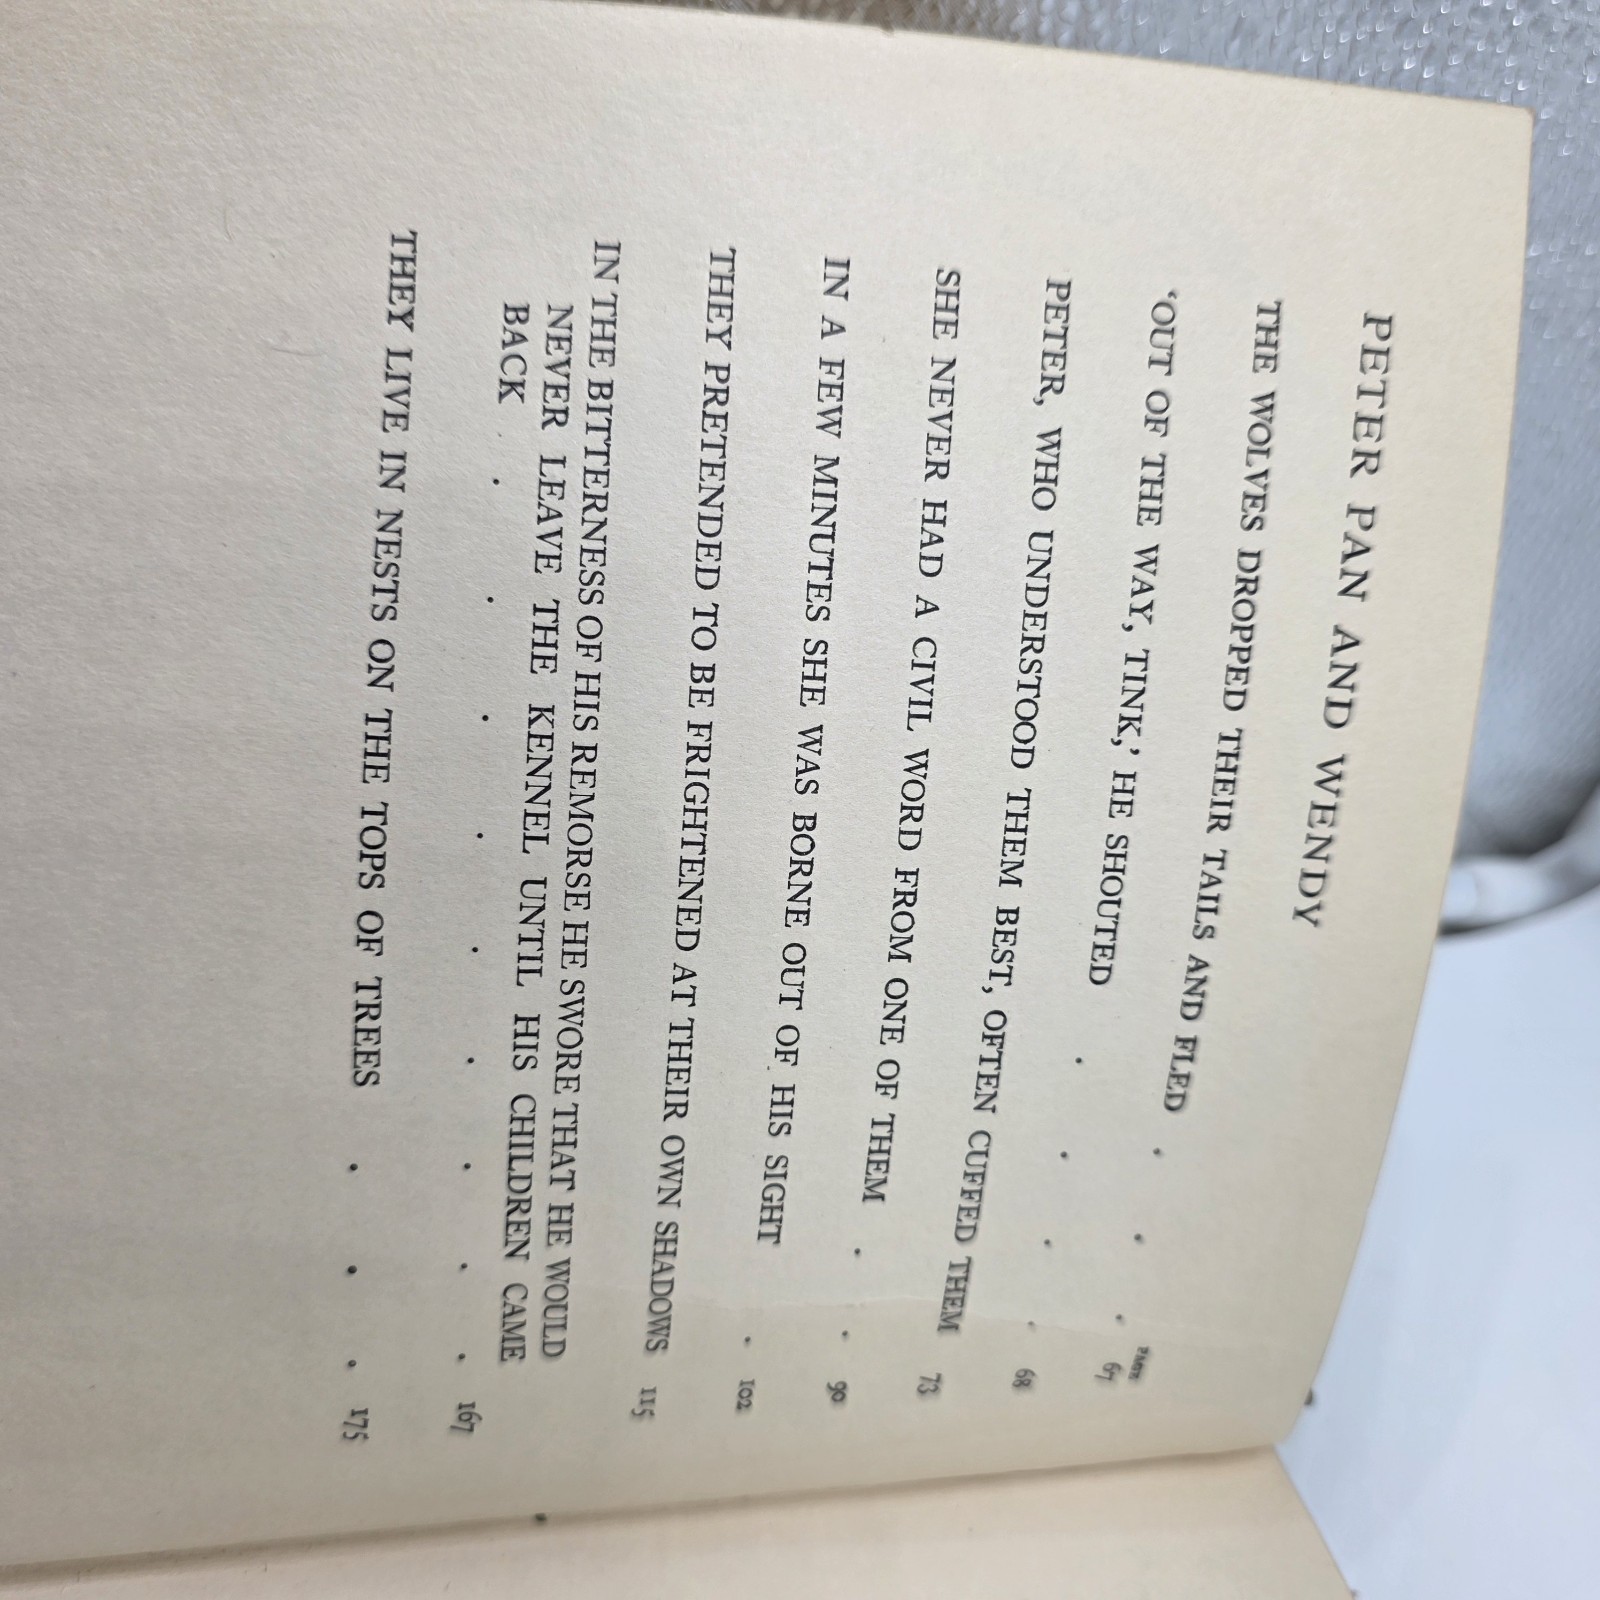 PETER PAN AND WENDY
PAGE
THE WOLVES DROPPED THEIR TAILS AND FLED . . . 67
‘OUT OF THE WAY, TINK,’ HE SHOUTED . . . . 68
PETER, WHO UNDERSTOOD THEM BEST, OFTEN CUFFED THEM 73
SHE NEVER HAD A CIVIL WORD FROM ONE OF THEM . . 90
IN A FEW MINUTES SHE WAS BORNE OUT OF HIS SIGHT . 102
THEY PRETENDED TO BE FRIGHTENED AT THEIR OWN SHADOWS 115
IN THE BITTERNESS OF HIS REMORSE HE SWORE THAT HE WOULD
NEVER LEAVE THE KENNEL UNTIL HIS CHILDREN CAME
BACK . . . . . . . . . 167
THEY LIVE IN NESTS ON THE TOPS OF TREES . . . 175